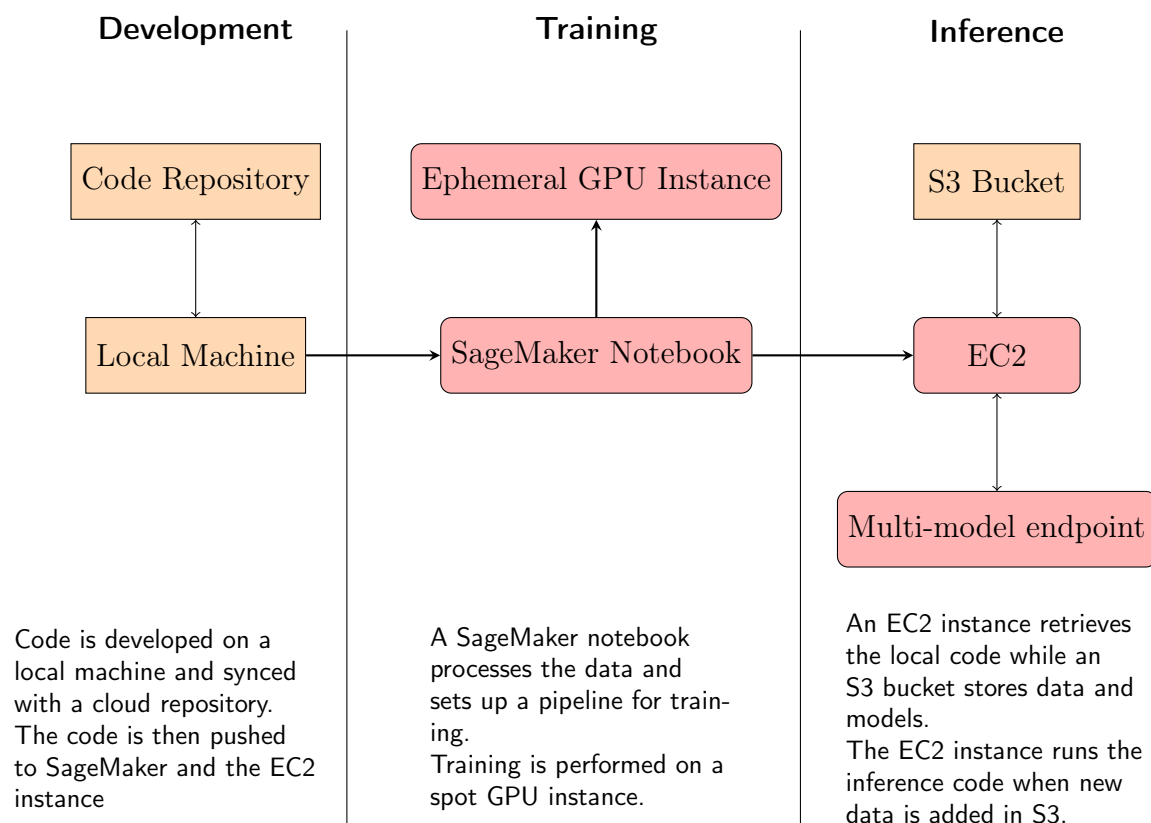 Development
Training
Inference
Code Repository
Ephemeral GPU Instance
S3 Bucket
Local Machine
SageMaker Notebook
EC2
Multi-model endpoint
Code is developed on a
local machine and synced
with a cloud repository.
The code is then pushed
to SageMaker and the EC2
instance
A SageMaker notebook
processes the data and
sets up a pipeline for train-
ing.
Training is performed on a
spot GPU instance.
An EC2 instance retrieves
the local code while an
S3 bucket stores data and
models.
The EC2 instance runs the
inference code when new
data is added in S3.